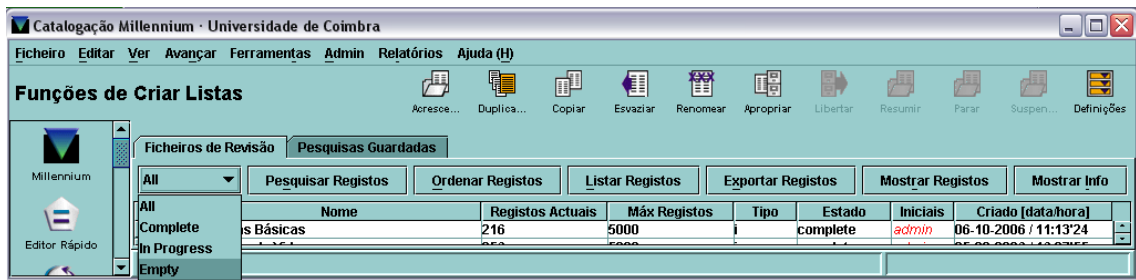 Catalogação Millennium · Universidade de Coimbra
Ficheiro Editar Ver Avançar Ferramentas Admin Relatórios Ajuda (H)
Funções de Criar Listas
Acresce... Duplica... Copiar Esvaziar Renomear Apropriar Libertar Resumir Parar Suspen... Definições
Ficheiros de Revisão Pesquisas Guardadas
Millennium
All Pesquisar Registos Ordenar Registos Listar Registos Exportar Registos Mostrar Registos Mostrar Info
All
Complete
In Progress
Empty
Nome Registos Actuais Máx Registos Tipo Estado Iniciais Criado [data/hora]
s Básicas 216 5000 i complete admin 06-10-2006 / 11:13'24
Editor Rápido